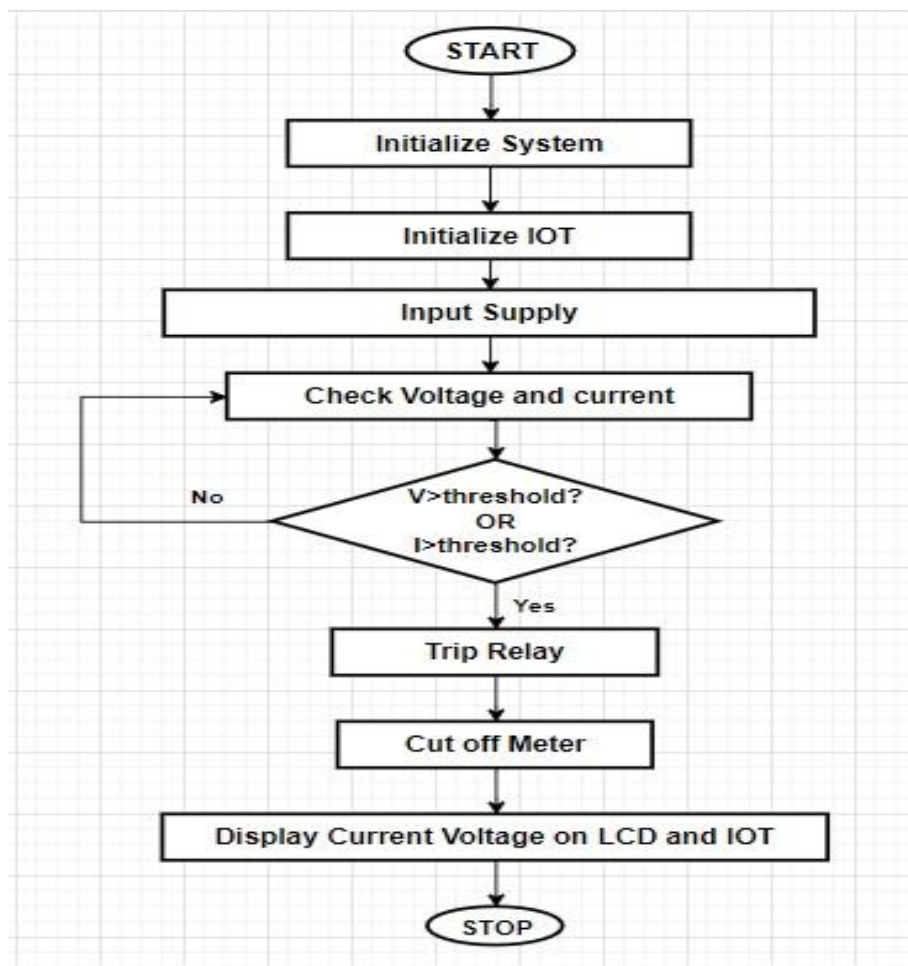 START
Initialize System
Initialize IOT
Input Supply
Check Voltage and current
V>threshold?
OR
I>threshold?
No
Yes
Trip Relay
Cut off Meter
Display Current Voltage on LCD and IOT
STOP